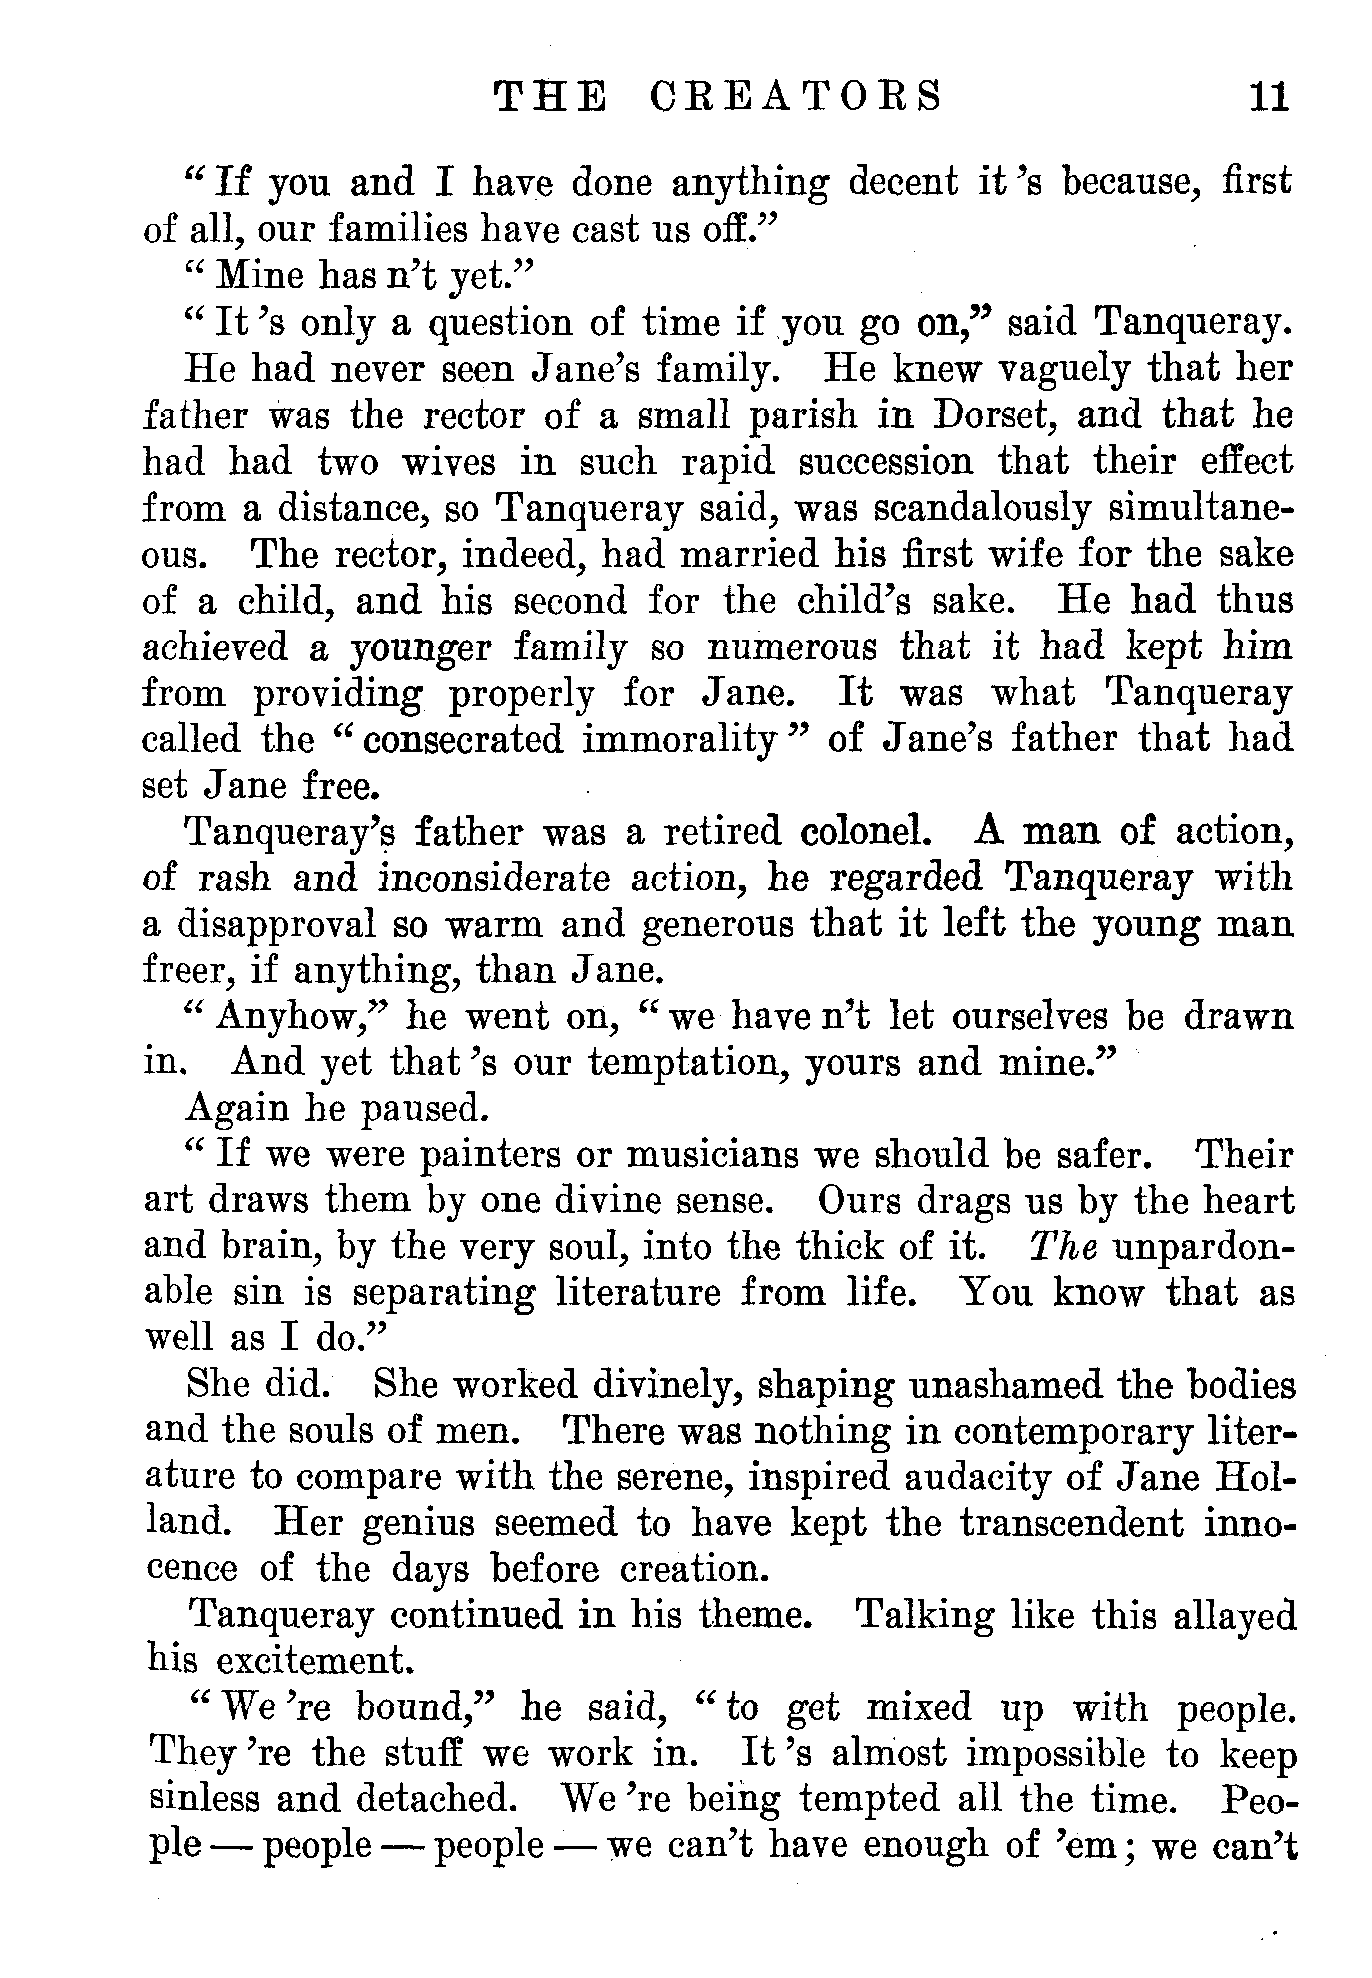 THE CREATORS 11
“If you and I have done anything decent it’s because, first
of all, our families have cast us off.”
“Mine has n’t yet.”
“It’s only a question of time if you go on,” said Tanqueray.
He had never seen Jane’s family. He knew vaguely that her
father was the rector of a small parish in Dorset, and that he
had had two wives in such rapid succession that their effect
from a distance, so Tanqueray said, was scandalously simultane-
ous. The rector, indeed, had married his first wife for the sake
of a child, and his second for the child’s sake. He had thus
achieved a younger family so numerous that it had kept him
from providing properly for Jane. It was what Tanqueray
called the “consecrated immorality” of Jane’s father that had
set Jane free.
Tanqueray’s father was a retired colonel. A man of action,
of rash and inconsiderate action, he regarded Tanqueray with
a disapproval so warm and generous that it left the young man
freer, if anything, than Jane.
“Anyhow,” he went on, “we have n’t let ourselves be drawn
in. And yet that’s our temptation, yours and mine.”
Again he paused.
“If we were painters or musicians we should be safer. Their
art draws them by one divine sense. Ours drags us by the heart
and brain, by the very soul, into the thick of it. The unpardon-
able sin is separating literature from life. You know that as
well as I do.”
She did. She worked divinely, shaping unashamed the bodies
and the souls of men. There was nothing in contemporary liter-
ature to compare with the serene, inspired audacity of Jane Hol-
land. Her genius seemed to have kept the transcendent inno-
cence of the days before creation.
Tanqueray continued in his theme. Talking like this allayed
his excitement.
“We’re bound,” he said, “to get mixed up with people.
They’re the stuff we work in. It’s almost impossible to keep
sinless and detached. We’re being tempted all the time. Peo-
ple — people — people — we can’t have enough of ’em; we can’t